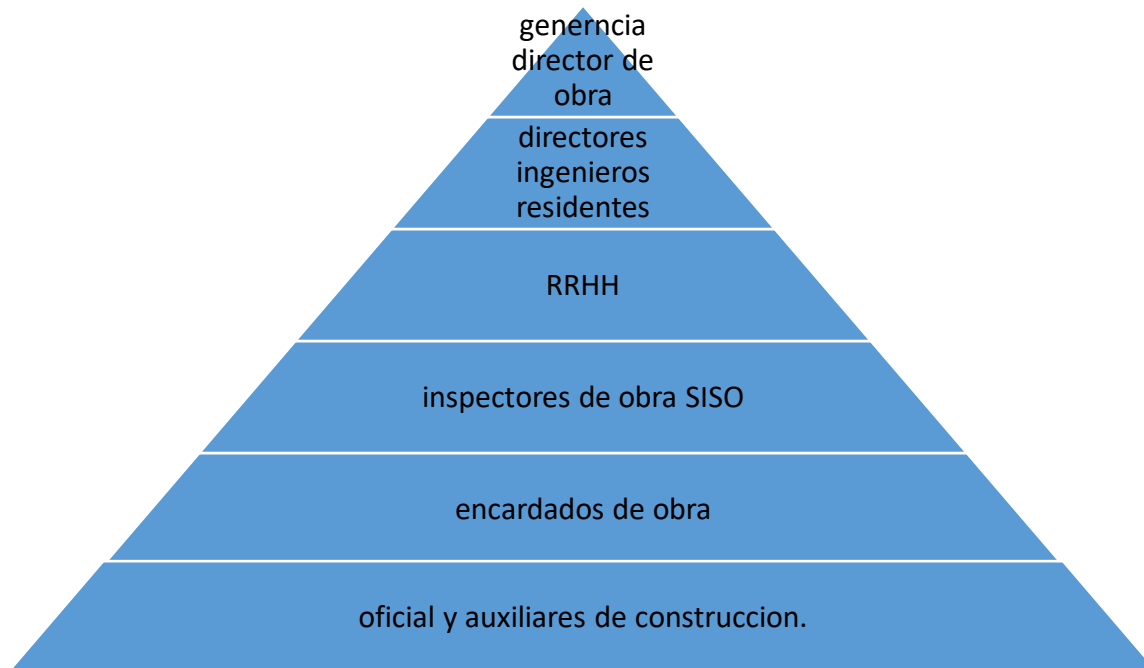 generncia
director de
obra
directores
ingenieros
residentes
RRHH
inspectores de obra SISO
encardados de obra
oficial y auxiliares de construccion.